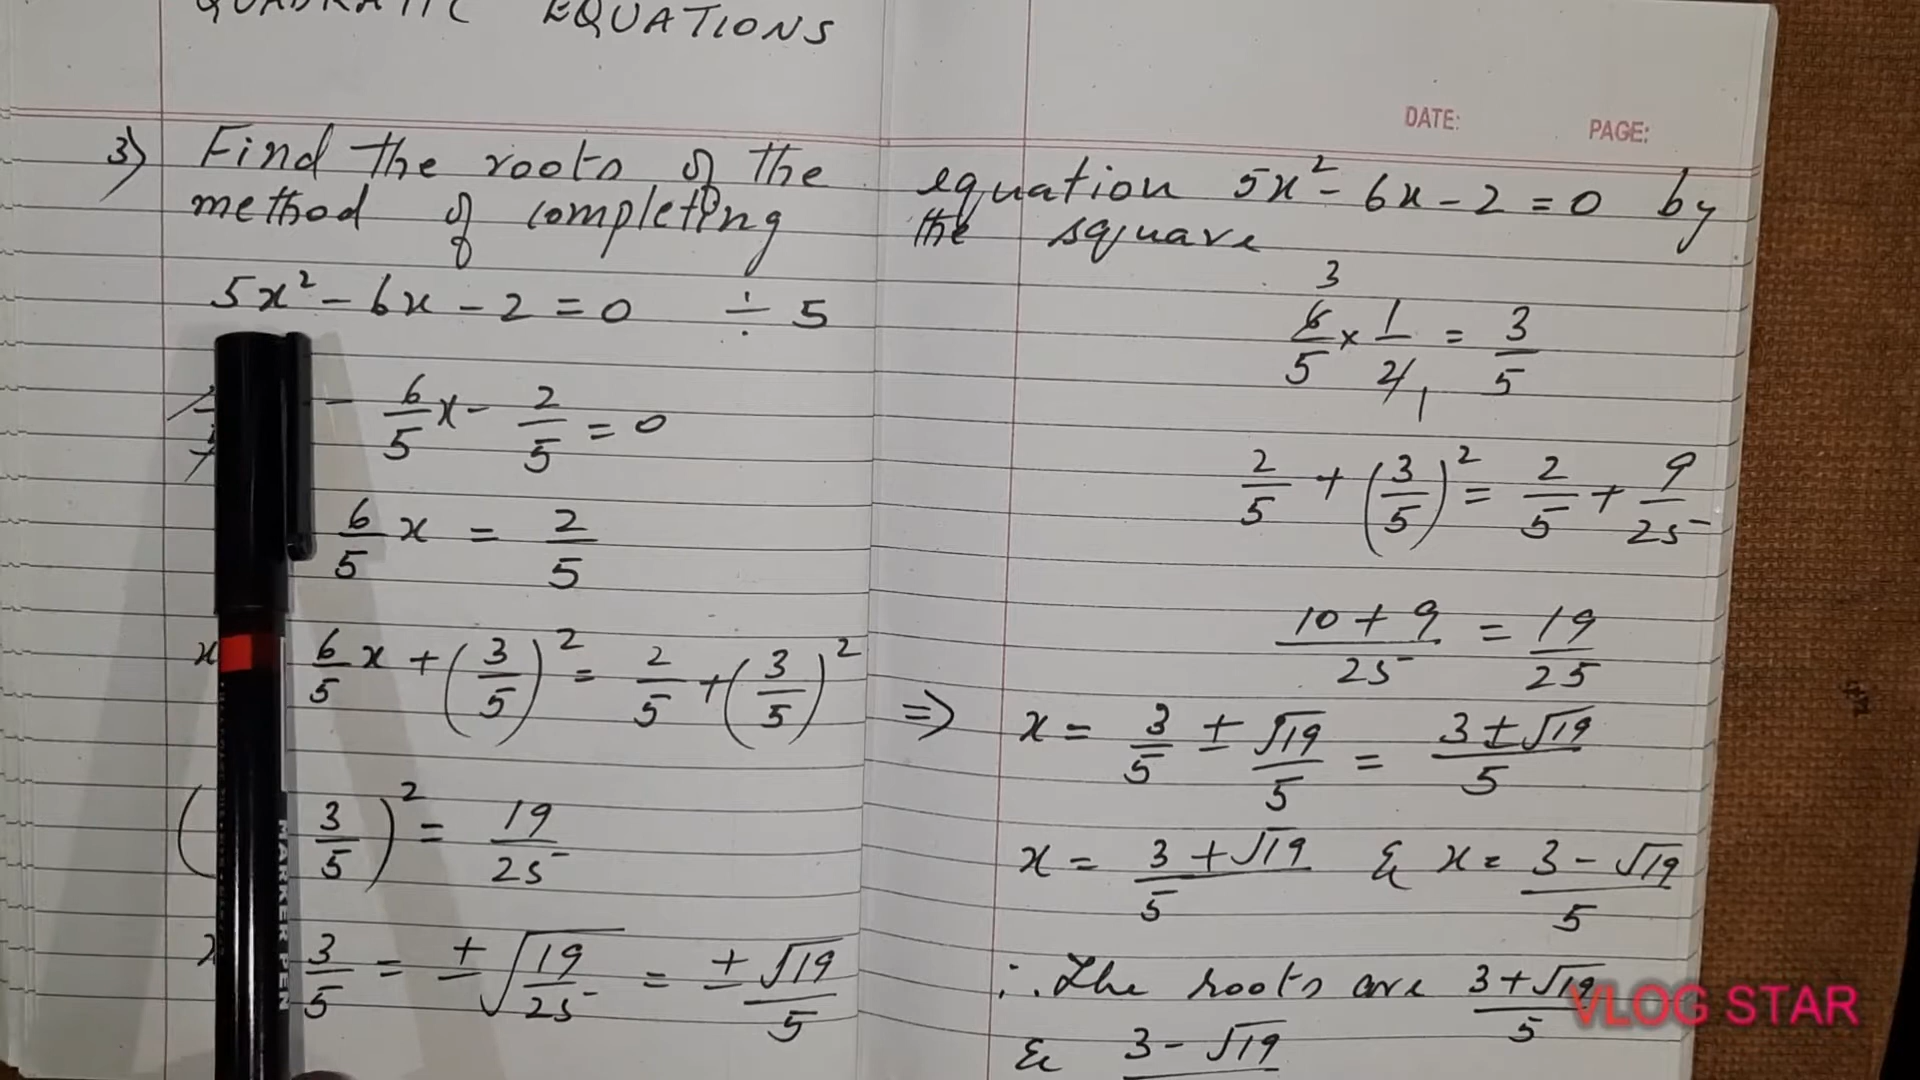 QUADRATIC EQUATIONS
DATE: PAGE:
3) Find the roots of the equation 5x² - 6x - 2 = 0 by
method of completing the square
5x² - 6x - 2 = 0 ÷ 5
- 6/5 x - 2/5 = 0
6/5 x = 2/5
x 6/5 x + (3/5)² = 2/5 + (3/5)²
( 3/5)² = 19/25
x 3/5 = ± √(19/25) = ± √19/5
3
6/5 × 1/2 = 3/5
1
2/5 + (3/5)² = 2/5 + 9/25
(10 + 9)/25 = 19/25
=> x = 3/5 ± √19/5 = (3 ± √19)/5
x = (3 + √19)/5 & x = (3 - √19)/5
∴ The roots are (3 + √19)/5
& 3 - √19
MARKER PEN
VLOG STAR